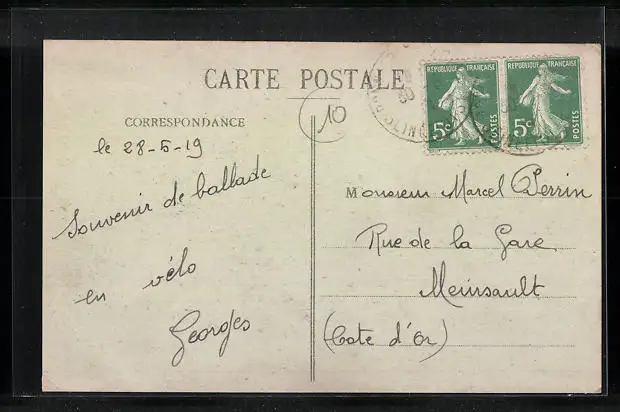 CARTE POSTALE
CORRESPONDANCE
le 28-5-19
Souvenir de ballade
en vélo
Georges
10
REPUBLIQUE FRANÇAISE
5c
POSTES
REPUBLIQUE FRANÇAISE
5c
POSTES
Monsieur Marcel Perrin
Rue de la Gare
Meursault
(Cote d'Or)